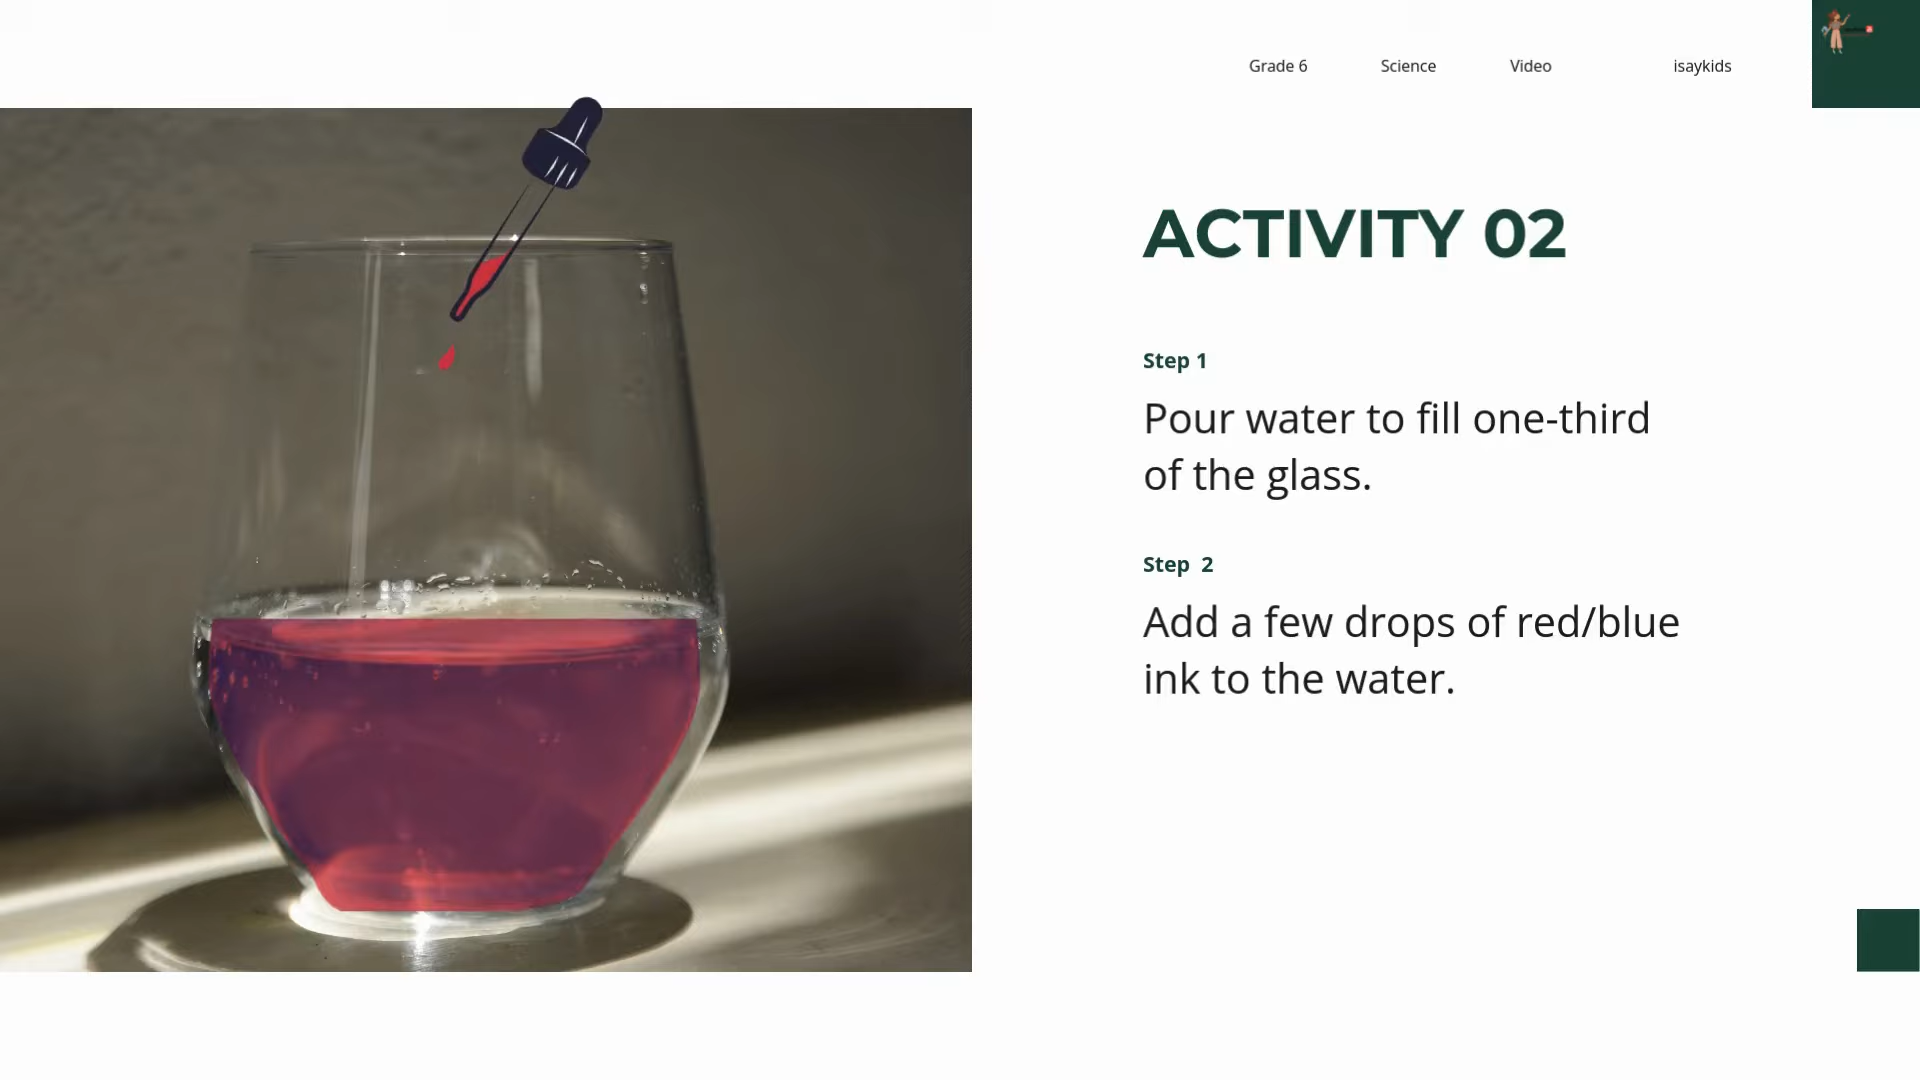 Grade 6 Science Video isaykids
ACTIVITY 02
Step 1
Pour water to fill one-third
of the glass.
Step 2
Add a few drops of red/blue
ink to the water.